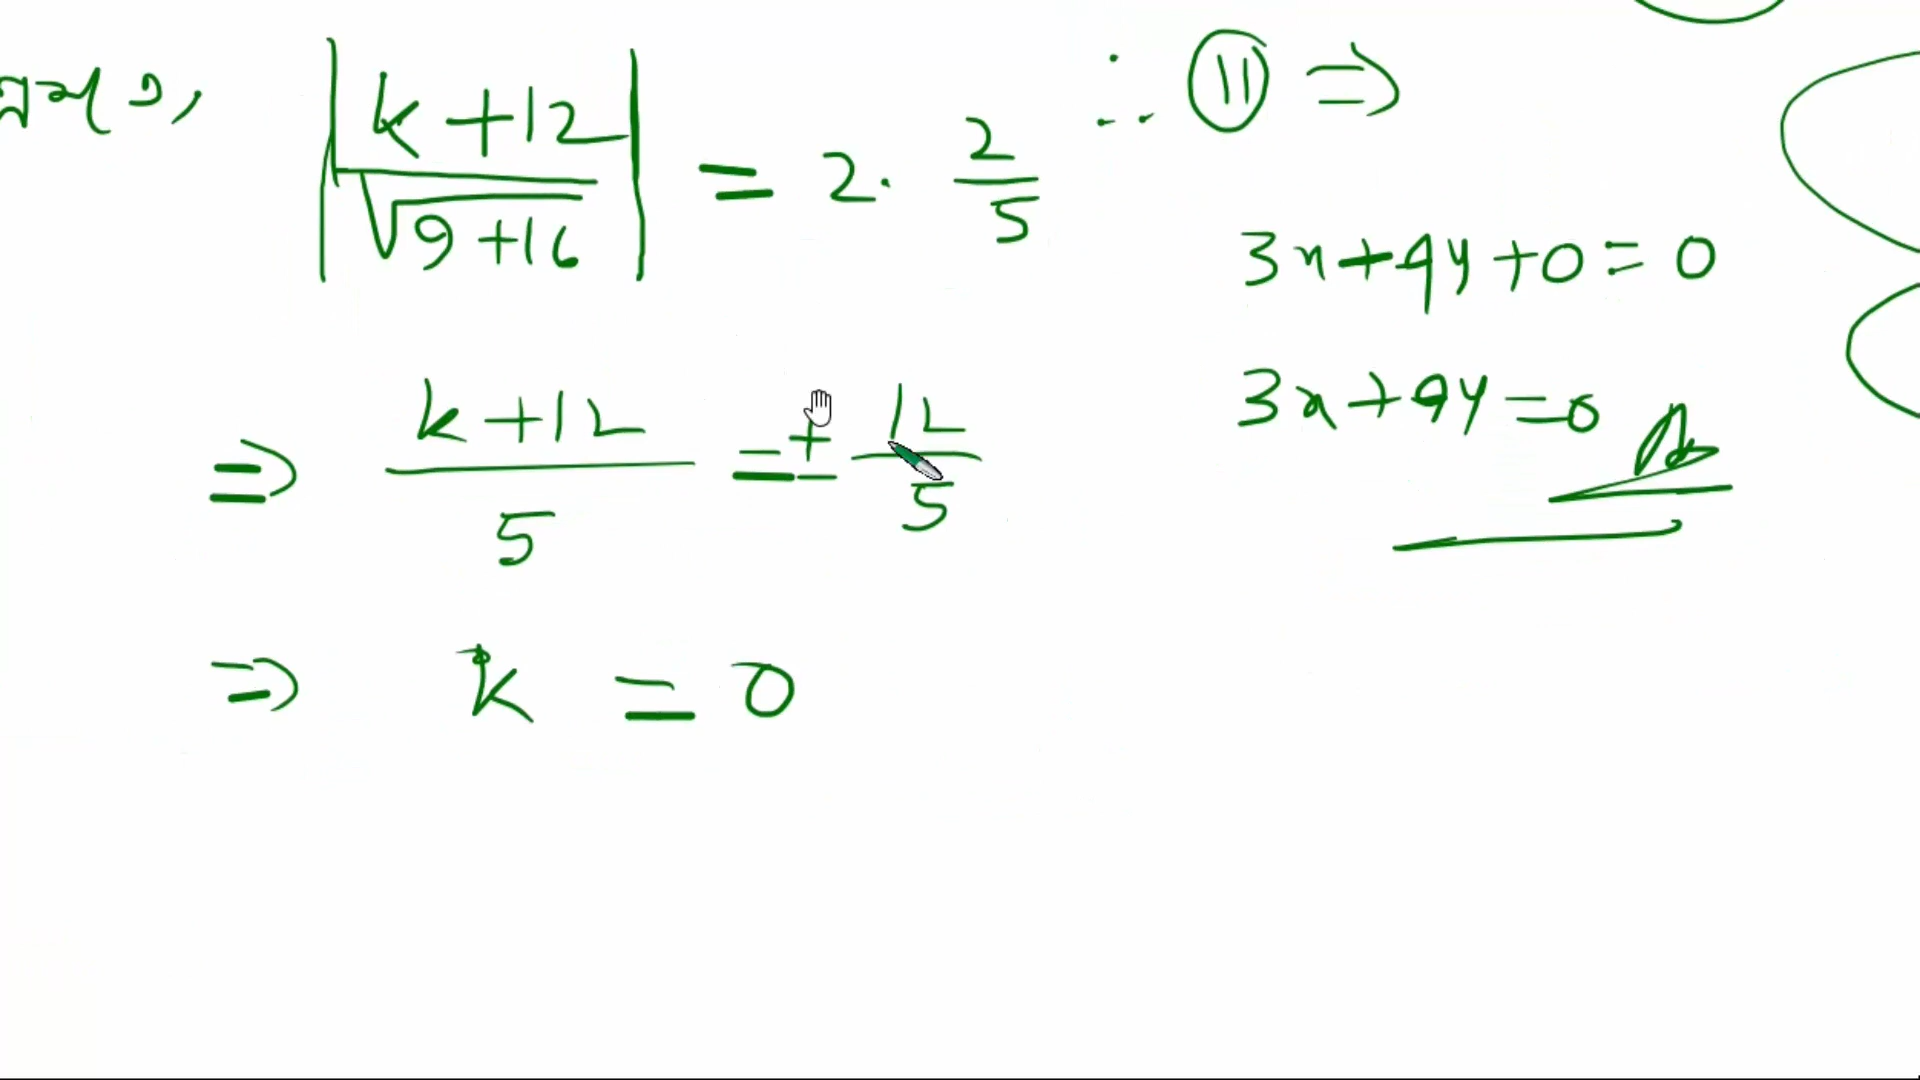 |k+12 / √9+16| = 2. 2/5
⇒ k+12 / 5 = ± 12/5
⇒ k = 0
∴ (11) ⇒
3x+4y+0=0
3x+4y=0